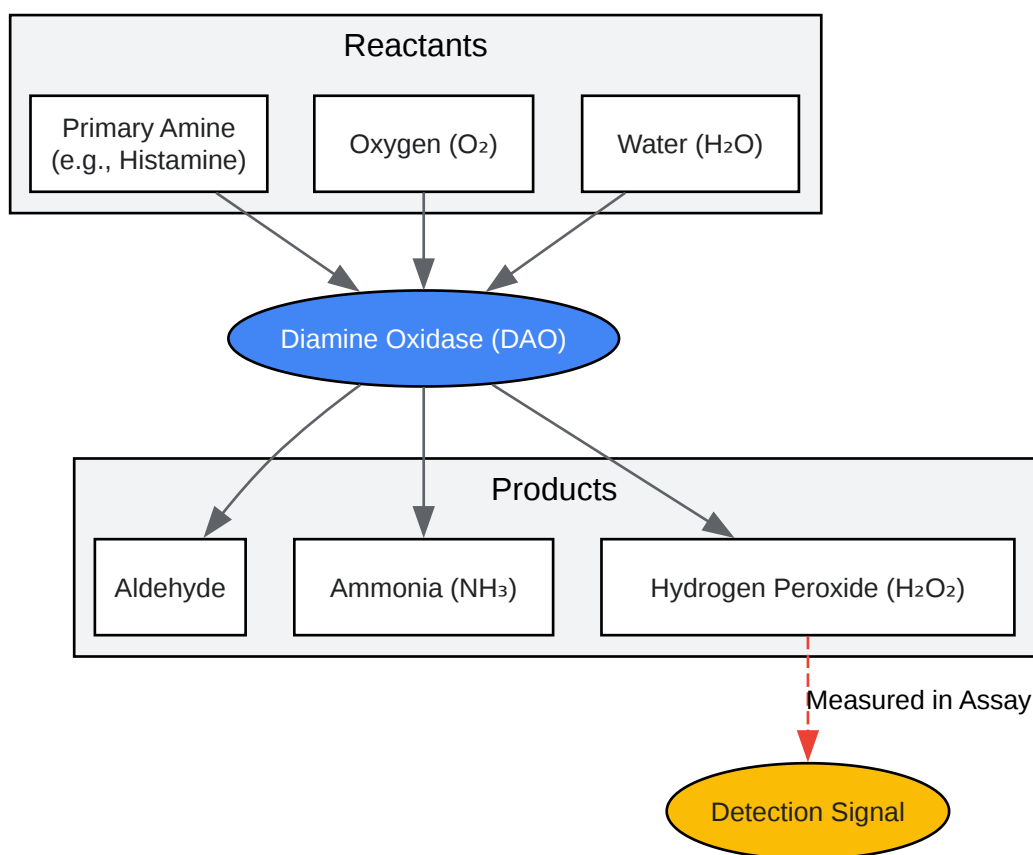 Reactants
Primary Amine
(e.g., Histamine)
Oxygen (O₂)
Water (H₂O)
Diamine Oxidase (DAO)
Products
Aldehyde
Ammonia (NH₃)
Hydrogen Peroxide (H₂O₂)
Measured in Assay
Detection Signal